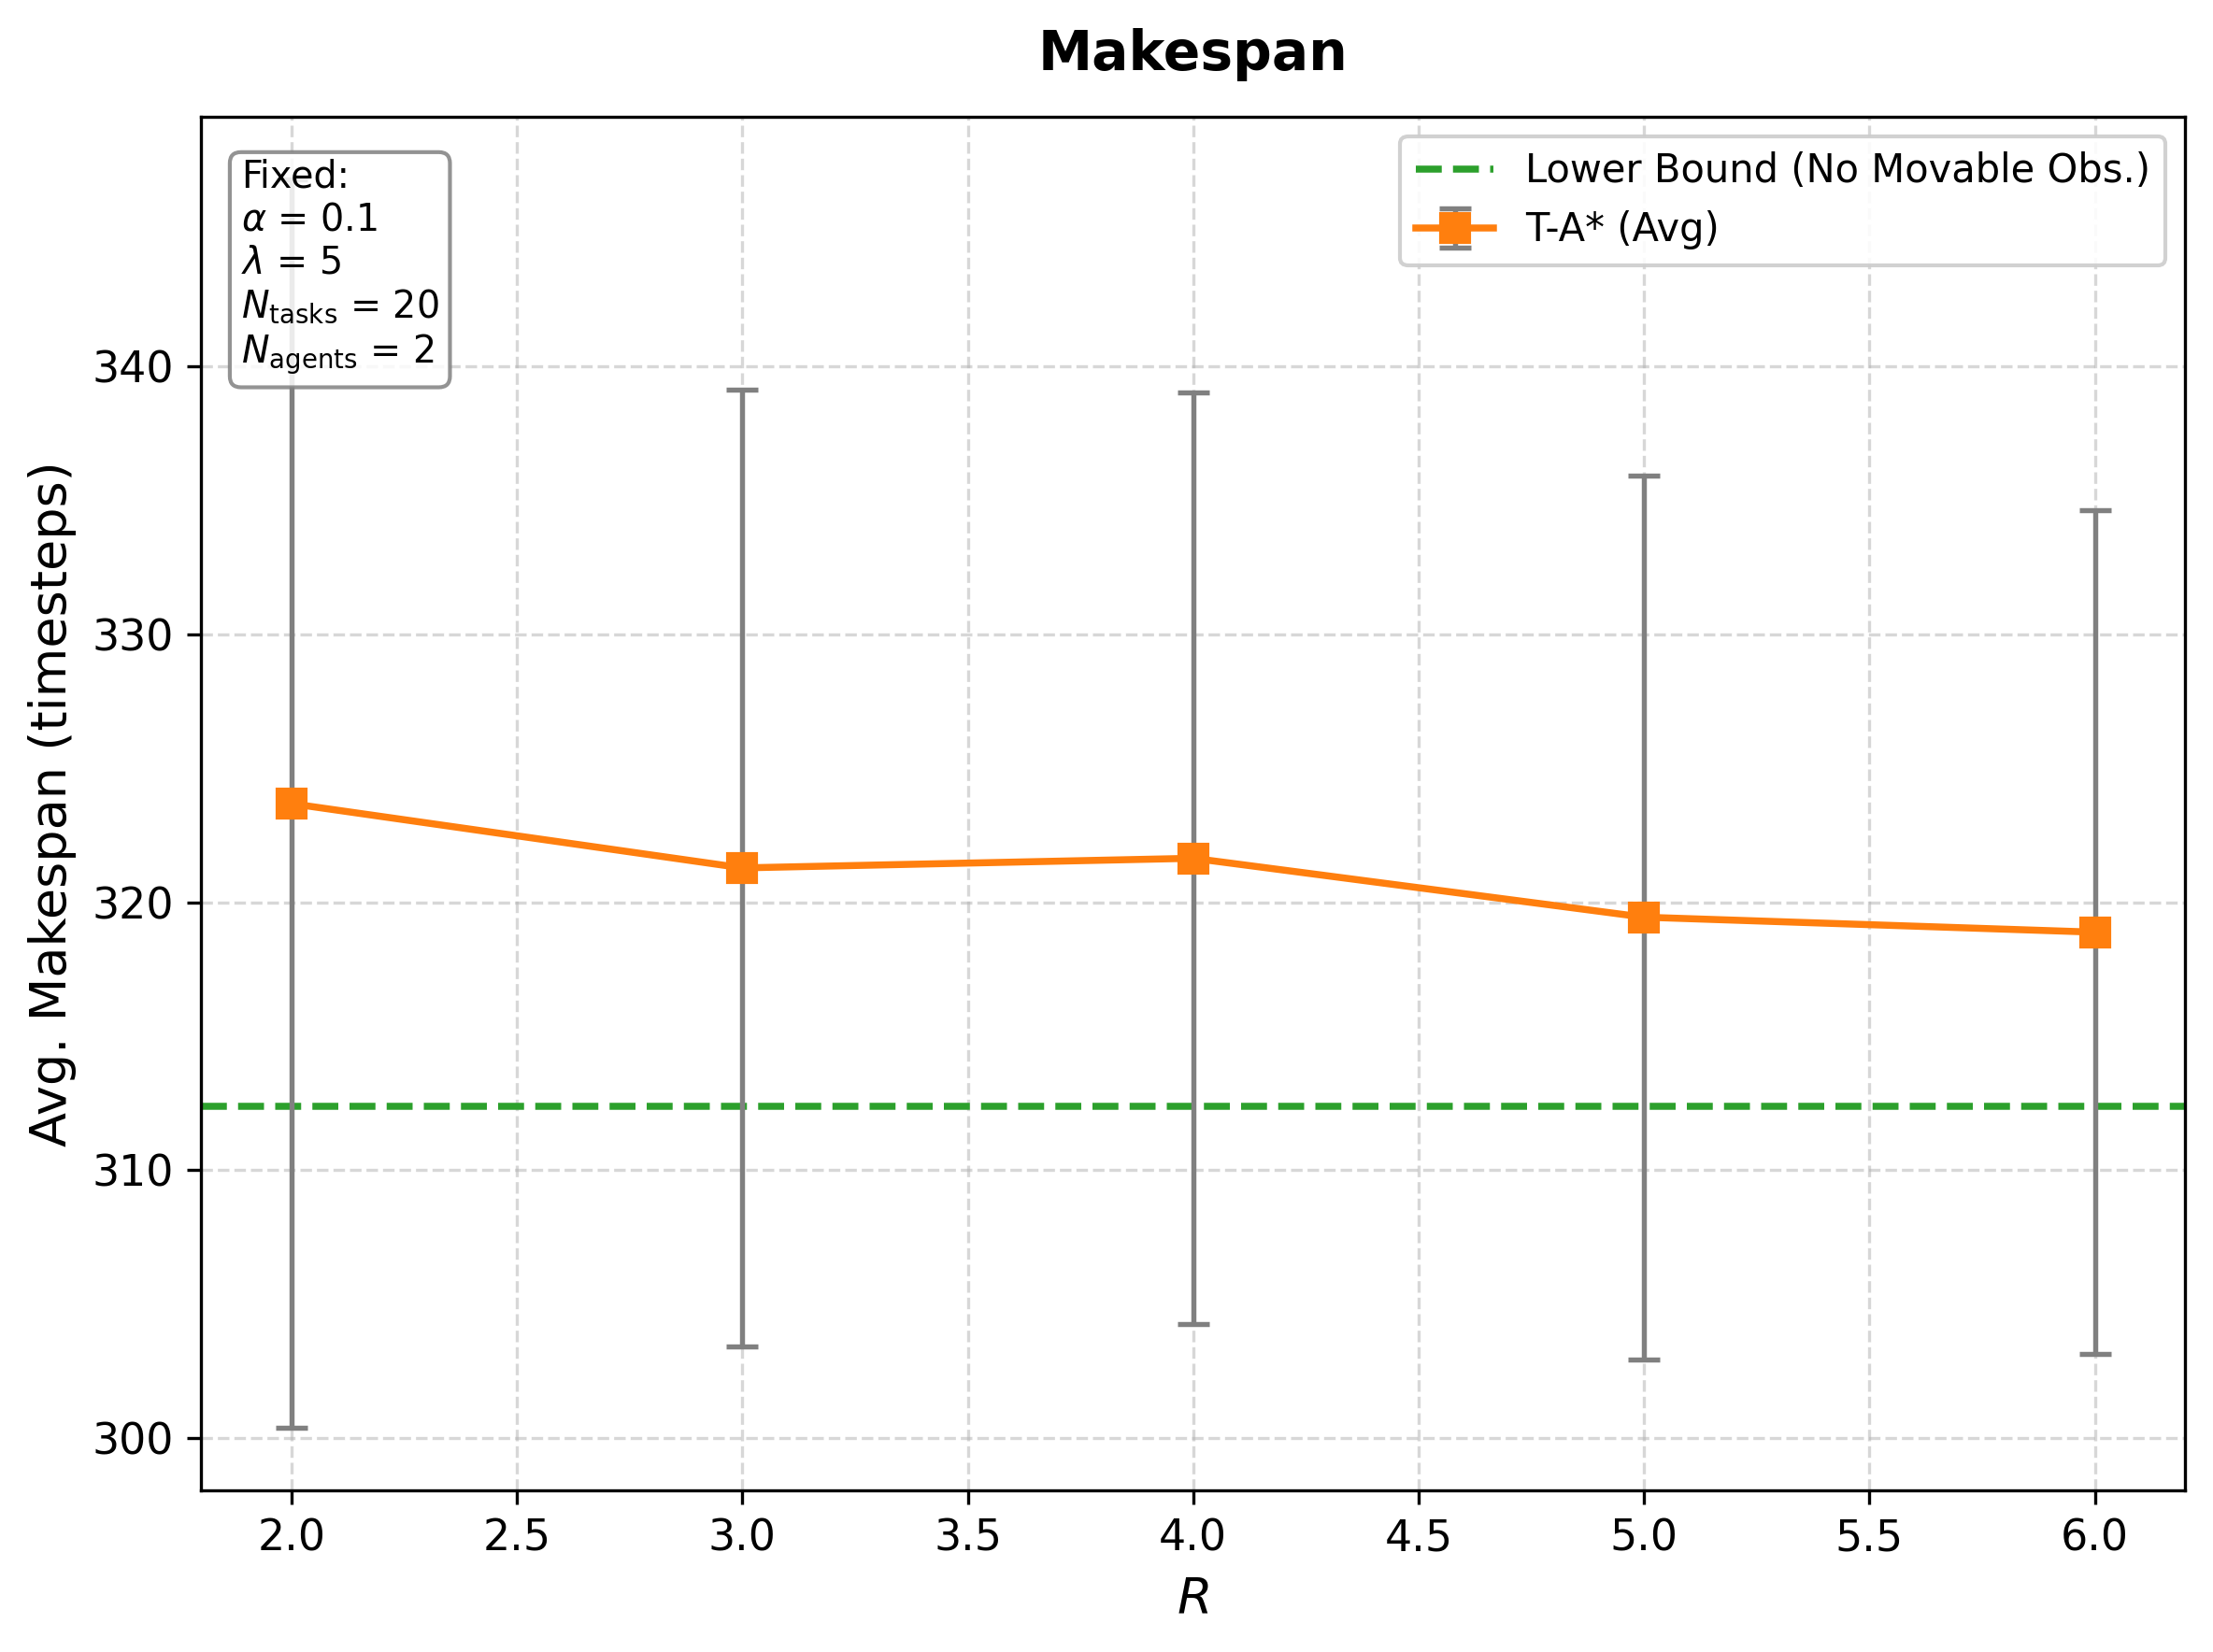 Makespan
Fixed:
α = 0.1
λ = 5
N_tasks = 20
N_agents = 2
Lower Bound (No Movable Obs.)
T-A* (Avg)
Avg. Makespan (timesteps)
340
330
320
310
300
2.0 2.5 3.0 3.5 4.0 4.5 5.0 5.5 6.0
R